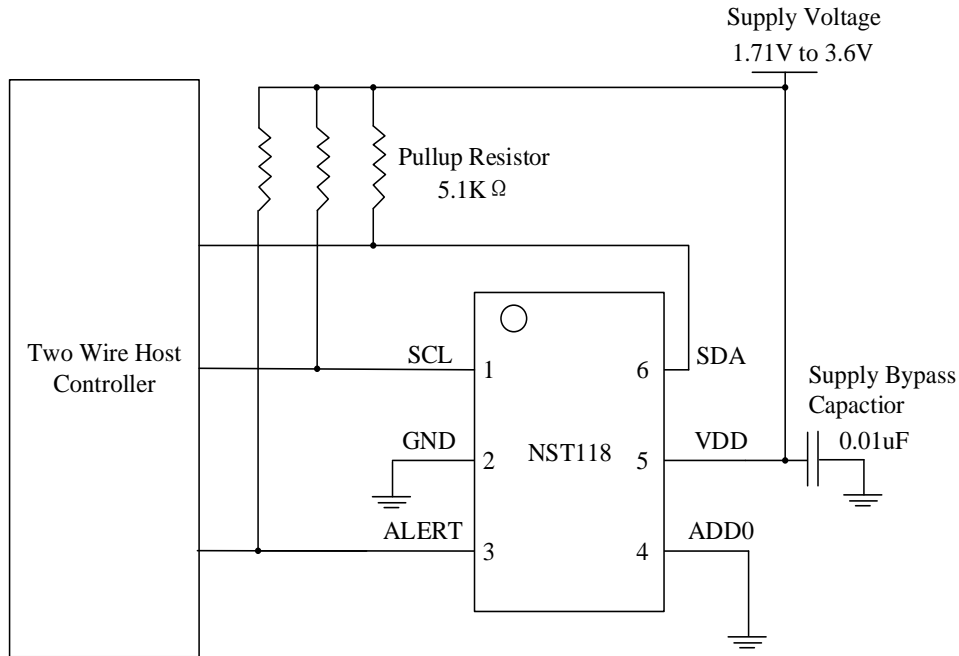 Supply Voltage
1.71V to 3.6V
Pullup Resistor
5.1KΩ
Two Wire Host
Controller
SCL
1
6
SDA
Supply Bypass
Capactior
0.01uF
GND
2
NST118
5
VDD
ALERT
3
4
ADD0